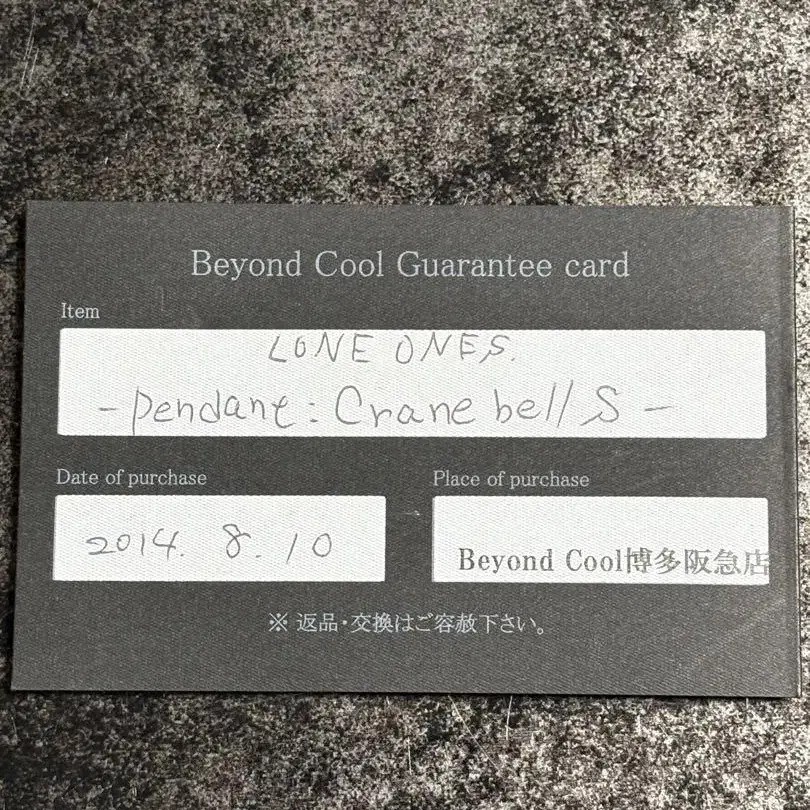 Beyond Cool Guarantee card
Item
LONE ONES.
- Pendant : Crane bell S -
Date of purchase
2014. 8. 10
Place of purchase
Beyond Cool博多阪急店
※ 返品・交換はご容赦下さい。